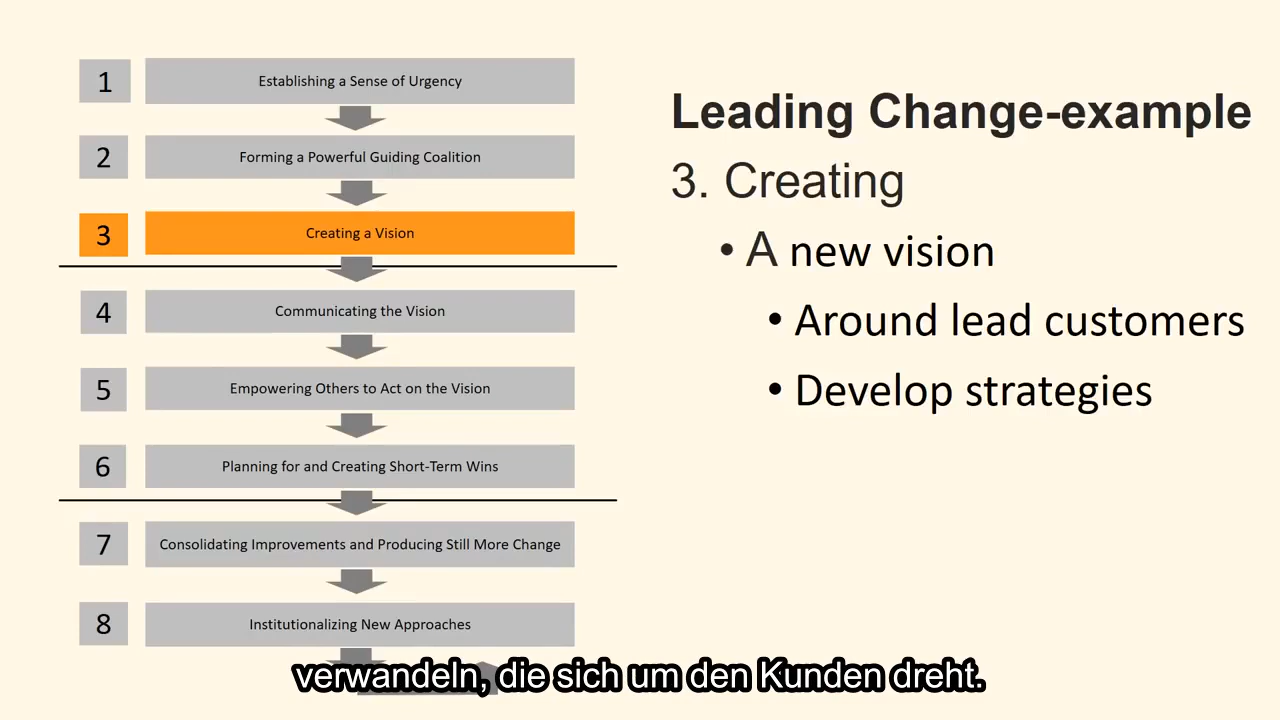 1 Establishing a Sense of Urgency
2 Forming a Powerful Guiding Coalition
3 Creating a Vision
4 Communicating the Vision
5 Empowering Others to Act on the Vision
6 Planning for and Creating Short-Term Wins
7 Consolidating Improvements and Producing Still More Change
8 Institutionalizing New Approaches
Leading Change-example
3. Creating
• A new vision
• Around lead customers
• Develop strategies
verwandeln, die sich um den Kunden dreht.